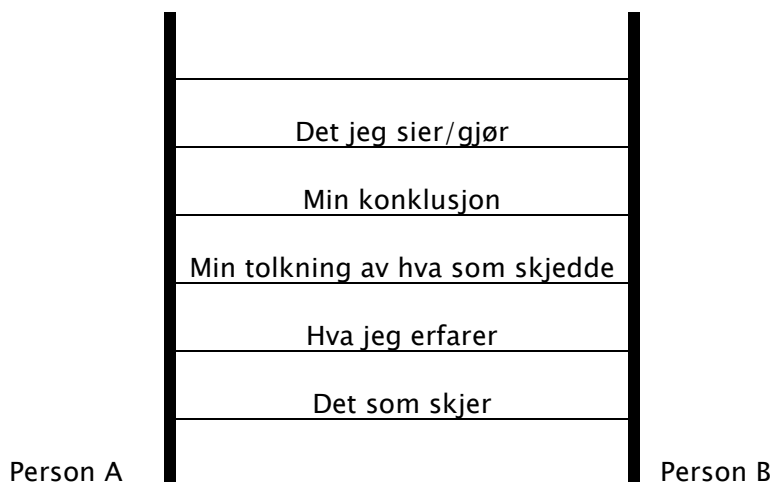 Det jeg sier/gjør
Min konklusjon
Min tolkning av hva som skjedde
Hva jeg erfarer
Det som skjer
Person A
Person B